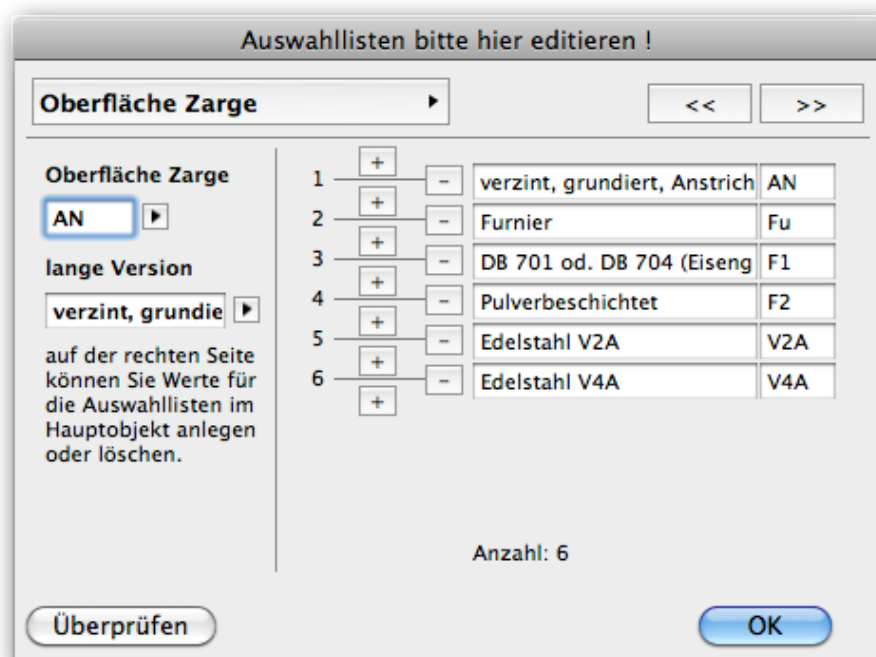 Auswahllisten bitte hier editieren !
Oberfläche Zarge
<< >>
Oberfläche Zarge
AN
lange Version
verzint, grundie
auf der rechten Seite
können Sie Werte für
die Auswahllisten im
Hauptobjekt anlegen
oder löschen.
+
1 - verzint, grundiert, Anstrich AN
+
2 - Furnier Fu
+
3 - DB 701 od. DB 704 (Eiseng F1
+
4 - Pulverbeschichtet F2
+
5 - Edelstahl V2A V2A
+
6 - Edelstahl V4A V4A
+
Anzahl: 6
Überprüfen OK